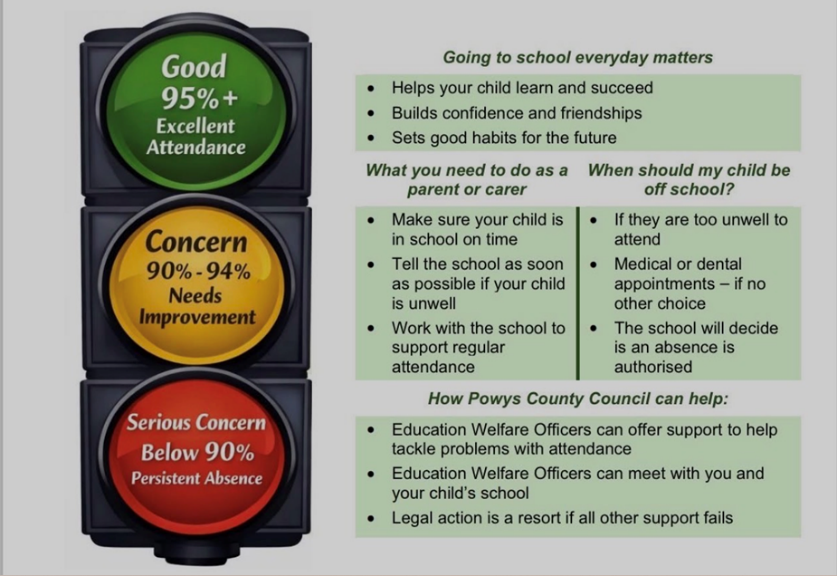 Good
95%+
Excellent
Attendance
Concern
90% - 94%
Needs
Improvement
Serious Concern
Below 90%
Persistent Absence
Going to school everyday matters
• Helps your child learn and succeed
• Builds confidence and friendships
• Sets good habits for the future
What you need to do as a
parent or carer
• Make sure your child is
in school on time
• Tell the school as soon
as possible if your child
is unwell
• Work with the school to
support regular
attendance
When should my child be
off school?
• If they are too unwell to
attend
• Medical or dental
appointments – if no
other choice
• The school will decide
is an absence is
authorised
How Powys County Council can help:
• Education Welfare Officers can offer support to help
tackle problems with attendance
• Education Welfare Officers can meet with you and
your child's school
• Legal action is a resort if all other support fails